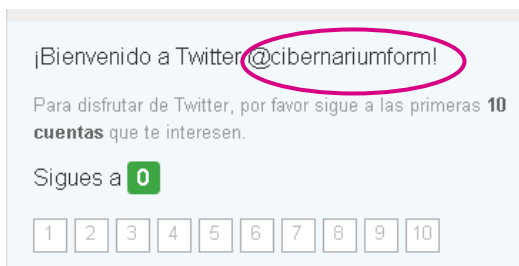 ¡Bienvenido a Twitter @cibernariumform!
Para disfrutar de Twitter, por favor sigue a las primeras 10
cuentas que te interesen.
Sigues a 0
1 2 3 4 5 6 7 8 9 10